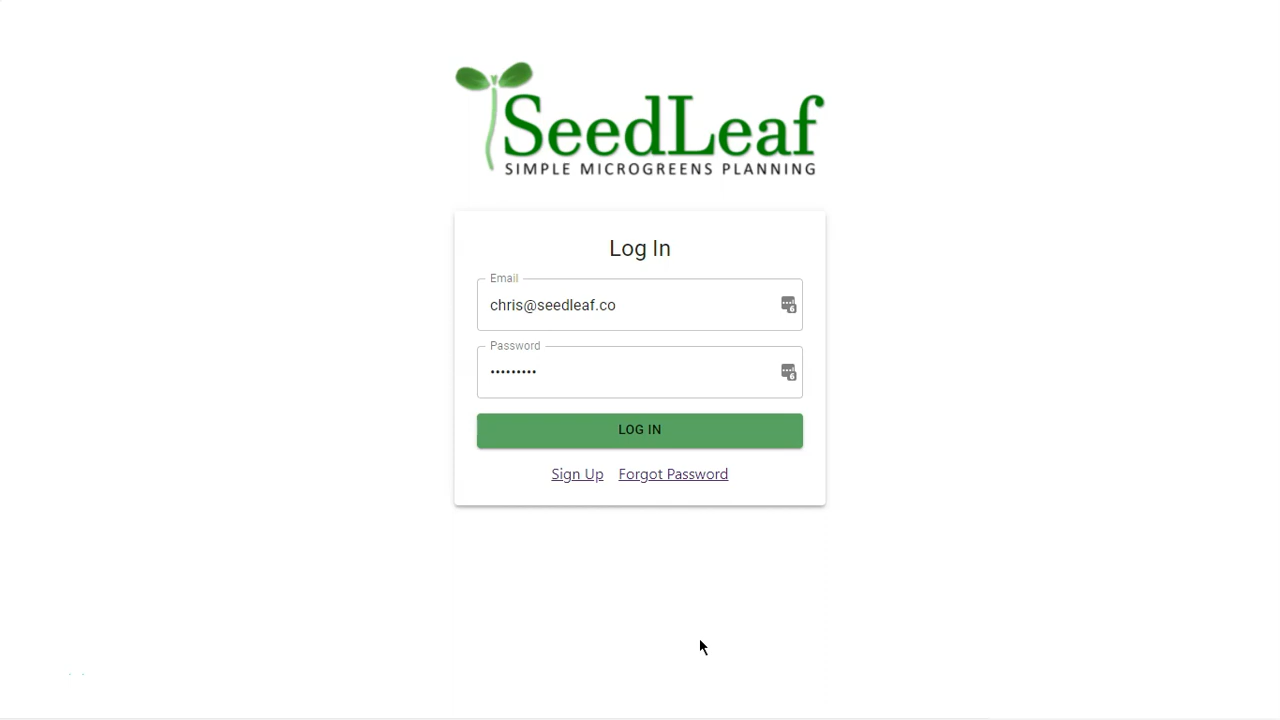 SeedLeaf
SIMPLE MICROGREENS PLANNING
Log In
Email
chris@seedleaf.co
Password
•••••••••
LOG IN
Sign Up Forgot Password